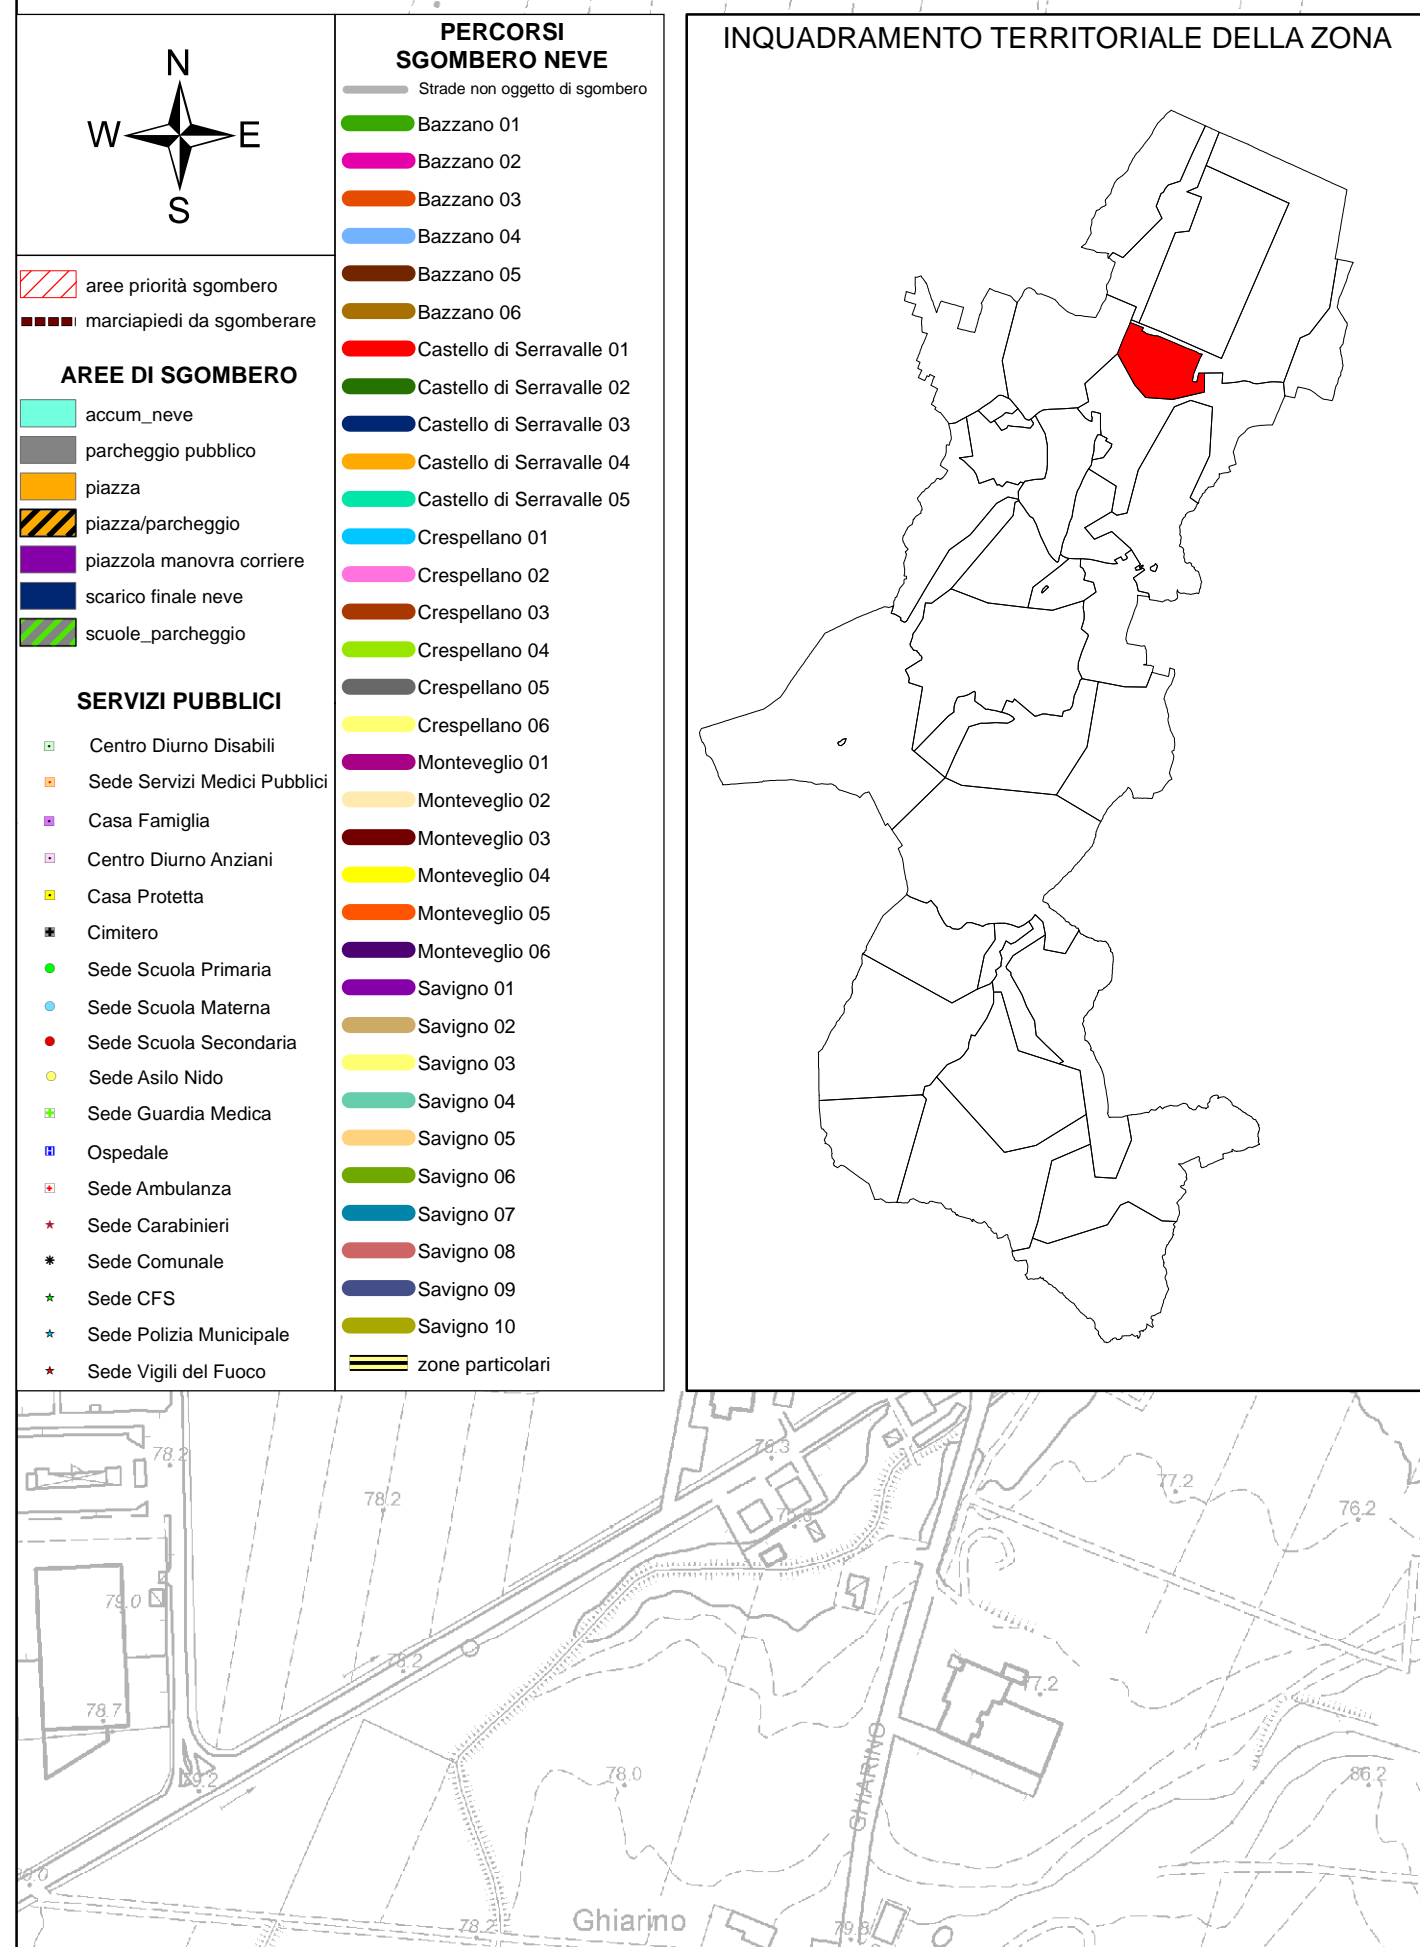 N
W E
S
aree priorità sgombero
marciapiedi da sgomberare
AREE DI SGOMBERO
accum_neve
parcheggio pubblico
piazza
piazza/parcheggio
piazzola manovra corriere
scarico finale neve
scuole_parcheggio
SERVIZI PUBBLICI
Centro Diurno Disabili
Sede Servizi Medici Pubblici
Casa Famiglia
Centro Diurno Anziani
Casa Protetta
Cimitero
Sede Scuola Primaria
Sede Scuola Materna
Sede Scuola Secondaria
Sede Asilo Nido
Sede Guardia Medica
H Ospedale
Sede Ambulanza
Sede Carabinieri
Sede Comunale
Sede CFS
Sede Polizia Municipale
Sede Vigili del Fuoco
PERCORSI
SGOMBERO NEVE
Strade non oggetto di sgombero
Bazzano 01
Bazzano 02
Bazzano 03
Bazzano 04
Bazzano 05
Bazzano 06
Castello di Serravalle 01
Castello di Serravalle 02
Castello di Serravalle 03
Castello di Serravalle 04
Castello di Serravalle 05
Crespellano 01
Crespellano 02
Crespellano 03
Crespellano 04
Crespellano 05
Crespellano 06
Monteveglio 01
Monteveglio 02
Monteveglio 03
Monteveglio 04
Monteveglio 05
Monteveglio 06
Savigno 01
Savigno 02
Savigno 03
Savigno 04
Savigno 05
Savigno 06
Savigno 07
Savigno 08
Savigno 09
Savigno 10
zone particolari
INQUADRAMENTO TERRITORIALE DELLA ZONA
78.2
78.3
77.2
78.2
76.2
79.0
78.2
77.2
78.7
79.2
78.0
GHIARINO
86.2
78.2
Ghiarino
79.8